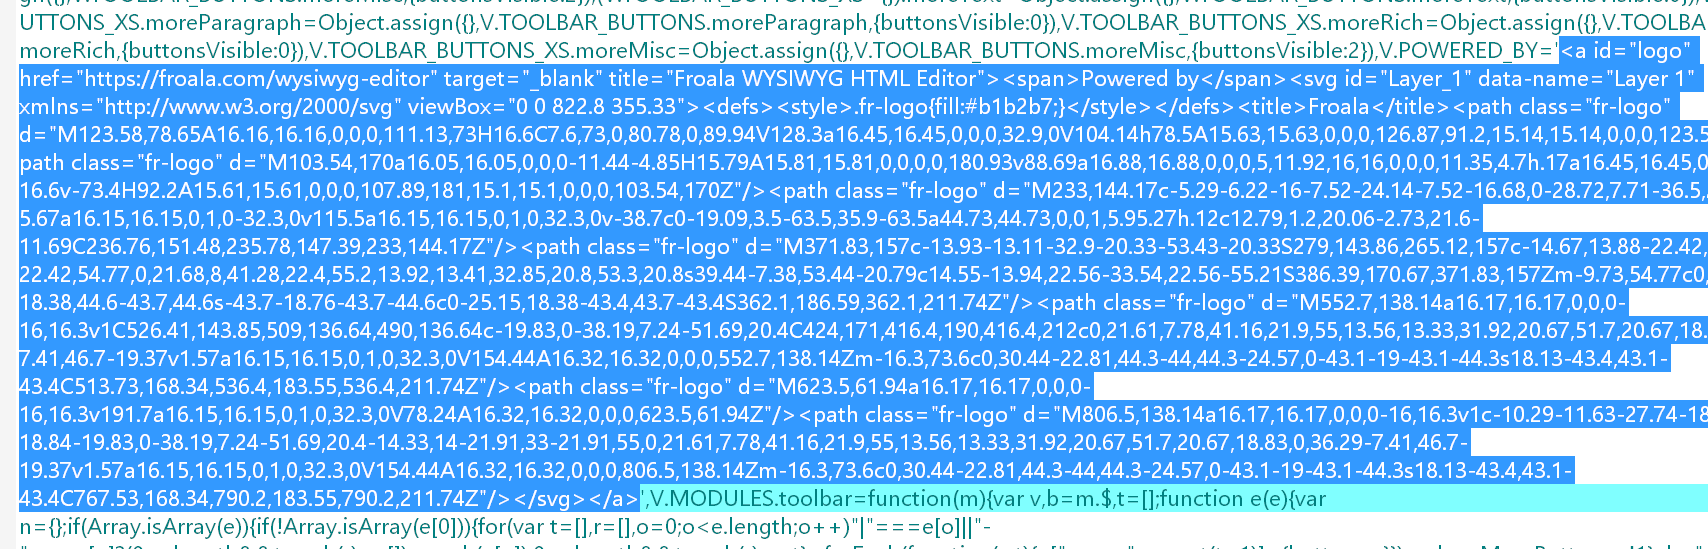 UTTONS_XS.moreParagraph=Object.assign({},V.TOOLBAR_BUTTONS.moreParagraph,{buttonsVisible:0}),V.TOOLBAR_BUTTONS_XS.moreRich=Object.assign({},V.TOOLBA
moreRich,{buttonsVisible:0}),V.TOOLBAR_BUTTONS_XS.moreMisc=Object.assign({},V.TOOLBAR_BUTTONS.moreMisc,{buttonsVisible:2}),V.POWERED_BY='<a id="logo"
href="https://froala.com/wysiwyg-editor" target="_blank" title="Froala WYSIWYG HTML Editor"><span>Powered by</span><svg id="Layer_1" data-name="Layer 1"
xmlns="http://www.w3.org/2000/svg" viewBox="0 0 822.8 355.33"><defs><style>.fr-logo{fill:#b1b2b7;}</style></defs><title>Froala</title><path class="fr-logo"
d="M123.58,78.65A16.16,16.16,0,0,0,111.13,73H16.6C7.6,73,0,80.78,0,89.94V128.3a16.45,16.45,0,0,0,32.9,0V104.14h78.5A15.63,15.63,0,0,0,126.87,91.2,15.14,15.14,0,0,0,123.5
path class="fr-logo" d="M103.54,170a16.05,16.05,0,0,0-11.44-4.85H15.79A15.81,15.81,0,0,0,0,180.93v88.69a16.88,16.88,0,0,0,5,11.92,16,16,0,0,0,11.35,4.7h.17a16.45,16.45,0
16.6v-73.4H92.2A15.61,15.61,0,0,0,107.89,181,15.1,15.1,0,0,0,103.54,170Z"/><path class="fr-logo" d="M233,144.17c-5.29-6.22-16-7.52-24.14-7.52-16.68,0-28.72,7.71-36.5,
5.67a16.15,16.15,0,1,0-32.3,0v115.5a16.15,16.15,0,1,0,32.3,0v-38.7c0-19.09,3.5-63.5,35.9-63.5a44.73,44.73,0,0,1,5.95.27h.12c12.79,1.2,20.06-2.73,21.6-
11.69C236.76,151.48,235.78,147.39,233,144.17Z"/><path class="fr-logo" d="M371.83,157c-13.93-13.11-32.9-20.33-53.43-20.33S279,143.86,265.12,157c-14.67,13.88-22.42,
22.42,54.77,0,21.68,8,41.28,22.4,55.2,13.92,13.41,32.85,20.8,53.3,20.8s39.44-7.38,53.44-20.79c14.55-13.94,22.56-33.54,22.56-55.21S386.39,170.67,371.83,157Zm-9.73,54.77c0,
18.38,44.6-43.7,44.6s-43.7-18.76-43.7-44.6c0-25.15,18.38-43.4,43.7-43.4S362.1,186.59,362.1,211.74Z"/><path class="fr-logo" d="M552.7,138.14a16.17,16.17,0,0,0-
16,16.3v1C526.41,143.85,509,136.64,490,136.64c-19.83,0-38.19,7.24-51.69,20.4C424,171,416.4,190,416.4,212c0,21.61,7.78,41.16,21.9,55,13.56,13.33,31.92,20.67,51.7,20.67,18.
7.41,46.7-19.37v1.57a16.15,16.15,0,1,0,32.3,0V154.44A16.32,16.32,0,0,0,552.7,138.14Zm-16.3,73.6c0,30.44-22.81,44.3-44,44.3-24.57,0-43.1-19-43.1-44.3s18.13-43.4,43.1-
43.4C513.73,168.34,536.4,183.55,536.4,211.74Z"/><path class="fr-logo" d="M623.5,61.94a16.17,16.17,0,0,0-
16,16.3v191.7a16.15,16.15,0,1,0,32.3,0V78.24A16.32,16.32,0,0,0,623.5,61.94Z"/><path class="fr-logo" d="M806.5,138.14a16.17,16.17,0,0,0-16,16.3v1c-10.29-11.63-27.74-18
18.84-19.83,0-38.19,7.24-51.69,20.4-14.33,14-21.91,33-21.91,55,0,21.61,7.78,41.16,21.9,55,13.56,13.33,31.92,20.67,51.7,20.67,18.83,0,36.29-7.41,46.7-
19.37v1.57a16.15,16.15,0,1,0,32.3,0V154.44A16.32,16.32,0,0,0,806.5,138.14Zm-16.3,73.6c0,30.44-22.81,44.3-44,44.3-24.57,0-43.1-19-43.1-44.3s18.13-43.4,43.1-
43.4C767.53,168.34,790.2,183.55,790.2,211.74Z"/></svg></a>',V.MODULES.toolbar=function(m){var v,b=m.$,t=[];function e(e){var
n={};if(Array.isArray(e)){if(!Array.isArray(e[0])){for(var t=[],r=[],o=0;o<e.length;o++)"|"===e[o]||"-